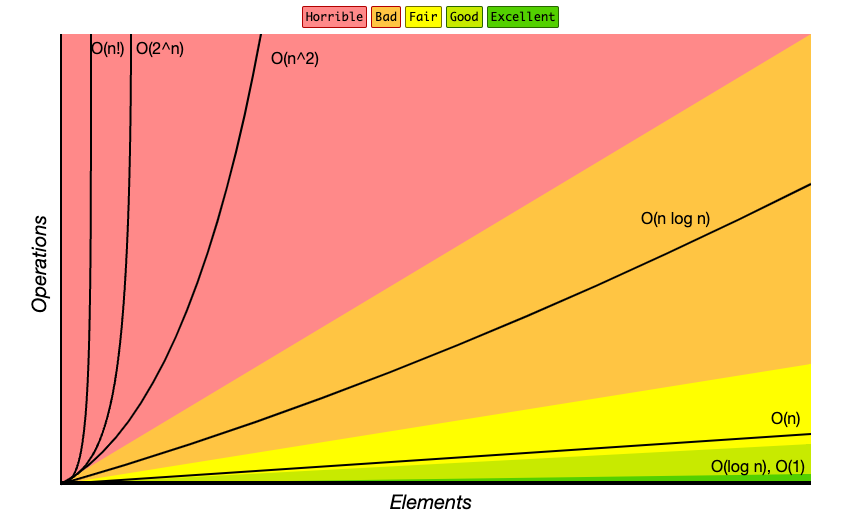 Horrible Bad Fair Good Excellent
O(n!) O(2^n)
O(n^2)
O(n log n)
O(n)
O(log n), O(1)
Operations
Elements